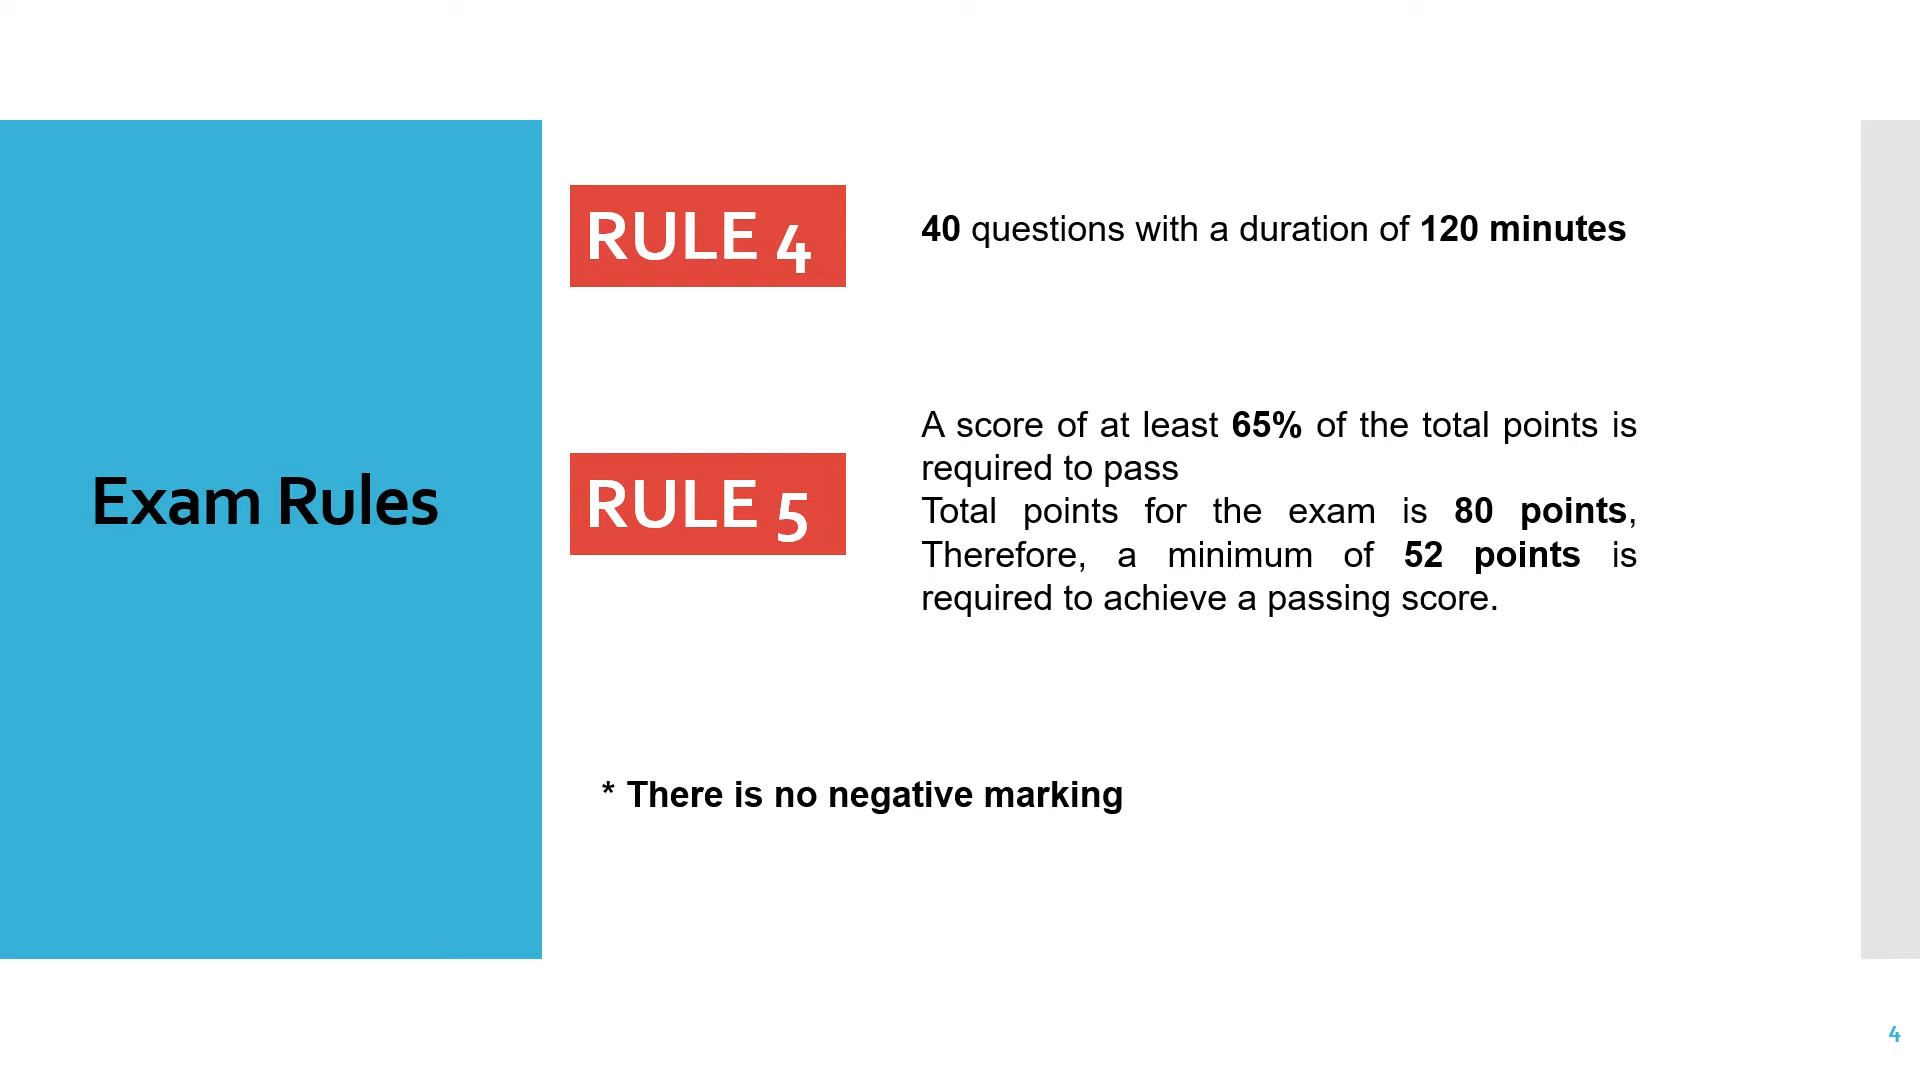 Exam Rules
RULE 4
40 questions with a duration of 120 minutes
RULE 5
A score of at least 65% of the total points is
required to pass
Total points for the exam is 80 points,
Therefore, a minimum of 52 points is
required to achieve a passing score.
* There is no negative marking
4